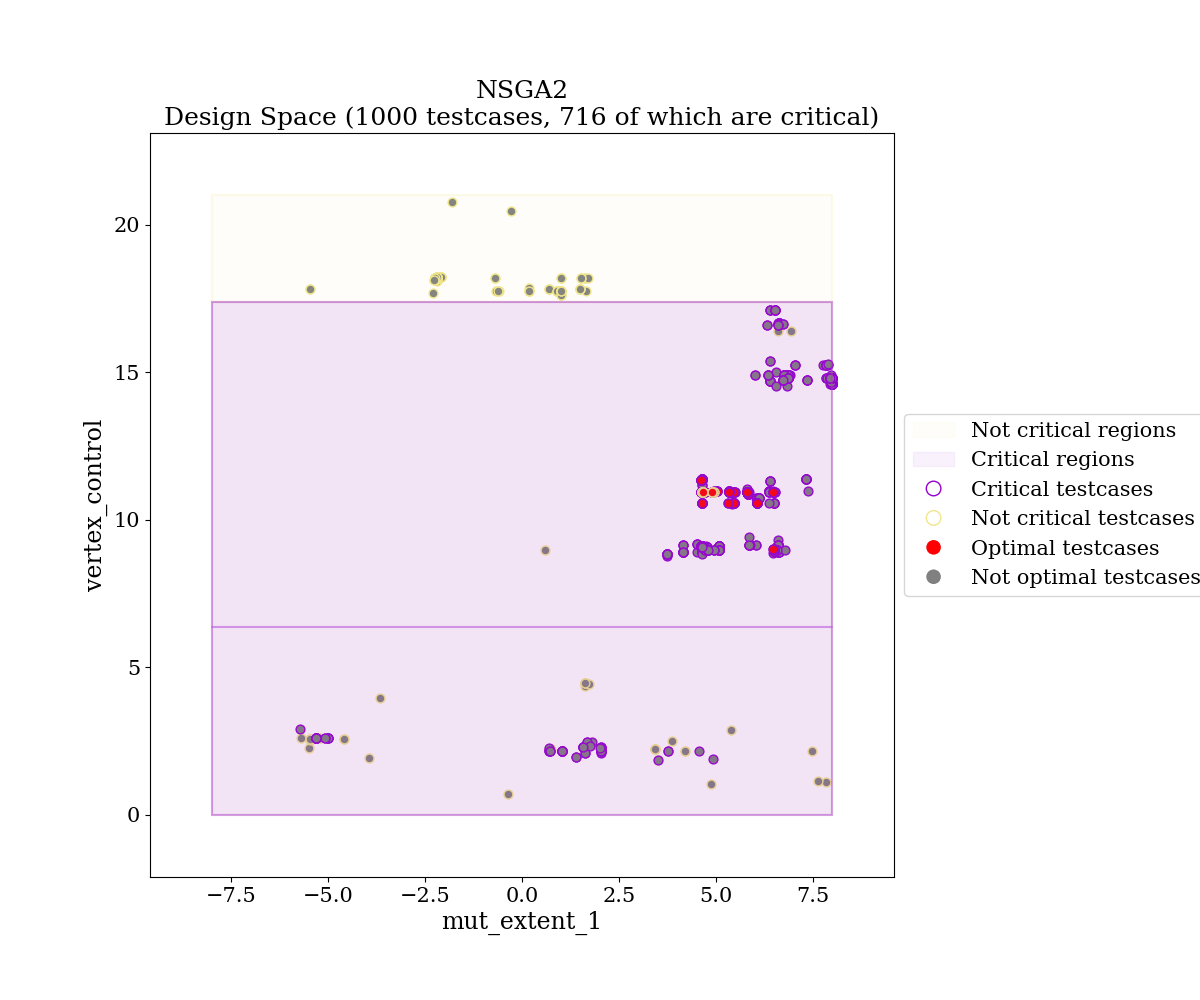 NSGA2
Design Space (1000 testcases, 716 of which are critical)
20
15
10
5
0
vertex_control
−7.5
−5.0
−2.5
0.0
2.5
5.0
7.5
mut_extent_1
Not critical regions
Critical regions
Critical testcases
Not critical testcases
Optimal testcases
Not optimal testcases